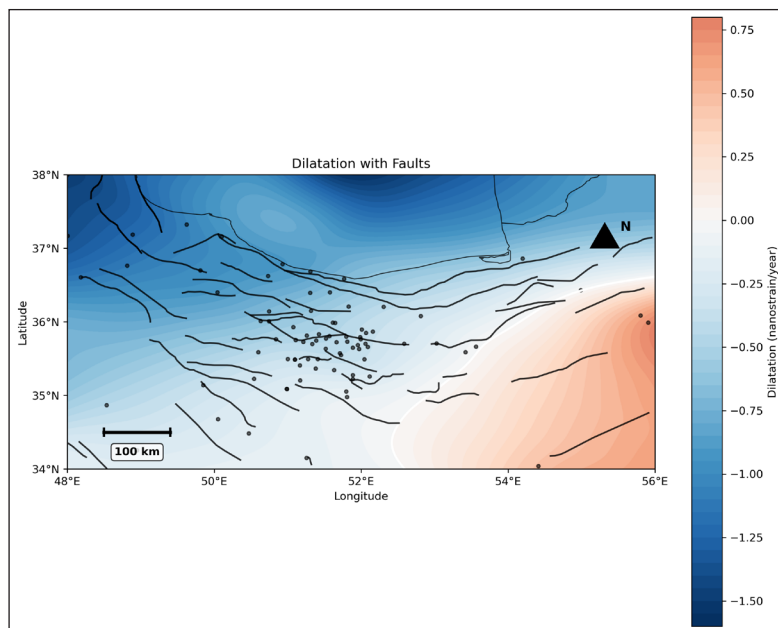 Dilatation with Faults
38°N
37°N
36°N
35°N
34°N
Latitude
N
100 km
48°E
50°E
52°E
54°E
56°E
Longitude
0.75
0.50
0.25
0.00
−0.25
−0.50
−0.75
−1.00
−1.25
−1.50
Dilatation (nanostrain/year)